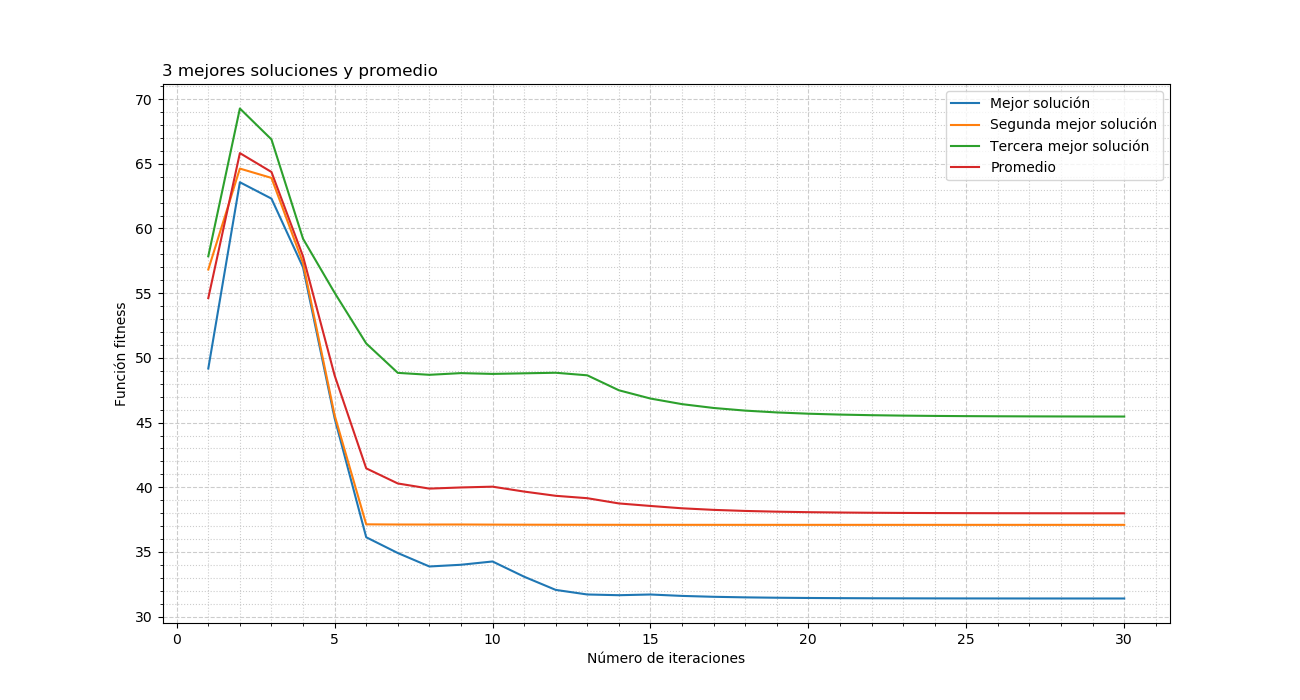 3 mejores soluciones y promedio
Mejor solución
Segunda mejor solución
Tercera mejor solución
Promedio
Función fitness
70
65
60
55
50
45
40
35
30
0 5 10 15 20 25 30
Número de iteraciones